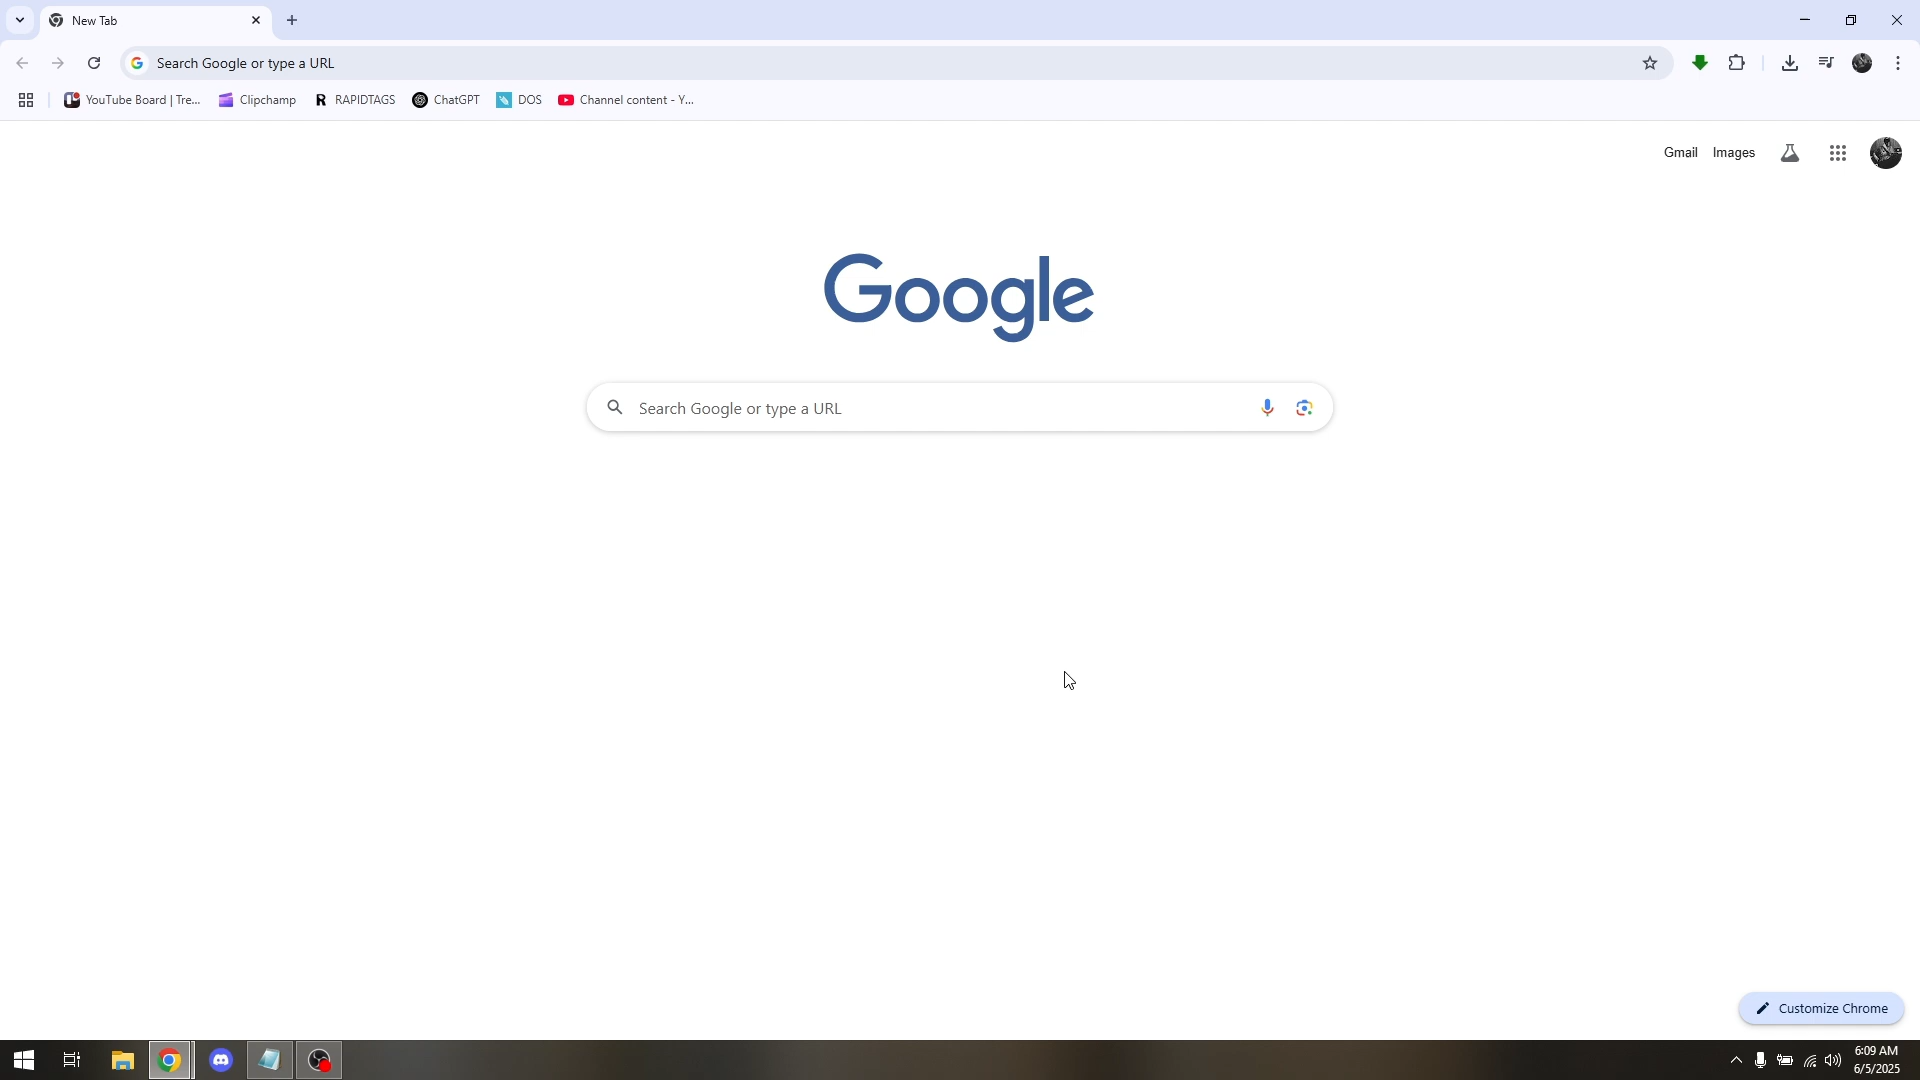 New Tab
Search Google or type a URL
YouTube Board | Tre...
Clipchamp
R RAPIDTAGS
ChatGPT
DOS
Channel content - Y...
Gmail
Images
Google
Search Google or type a URL
Customize Chrome
6:09 AM
6/5/2025